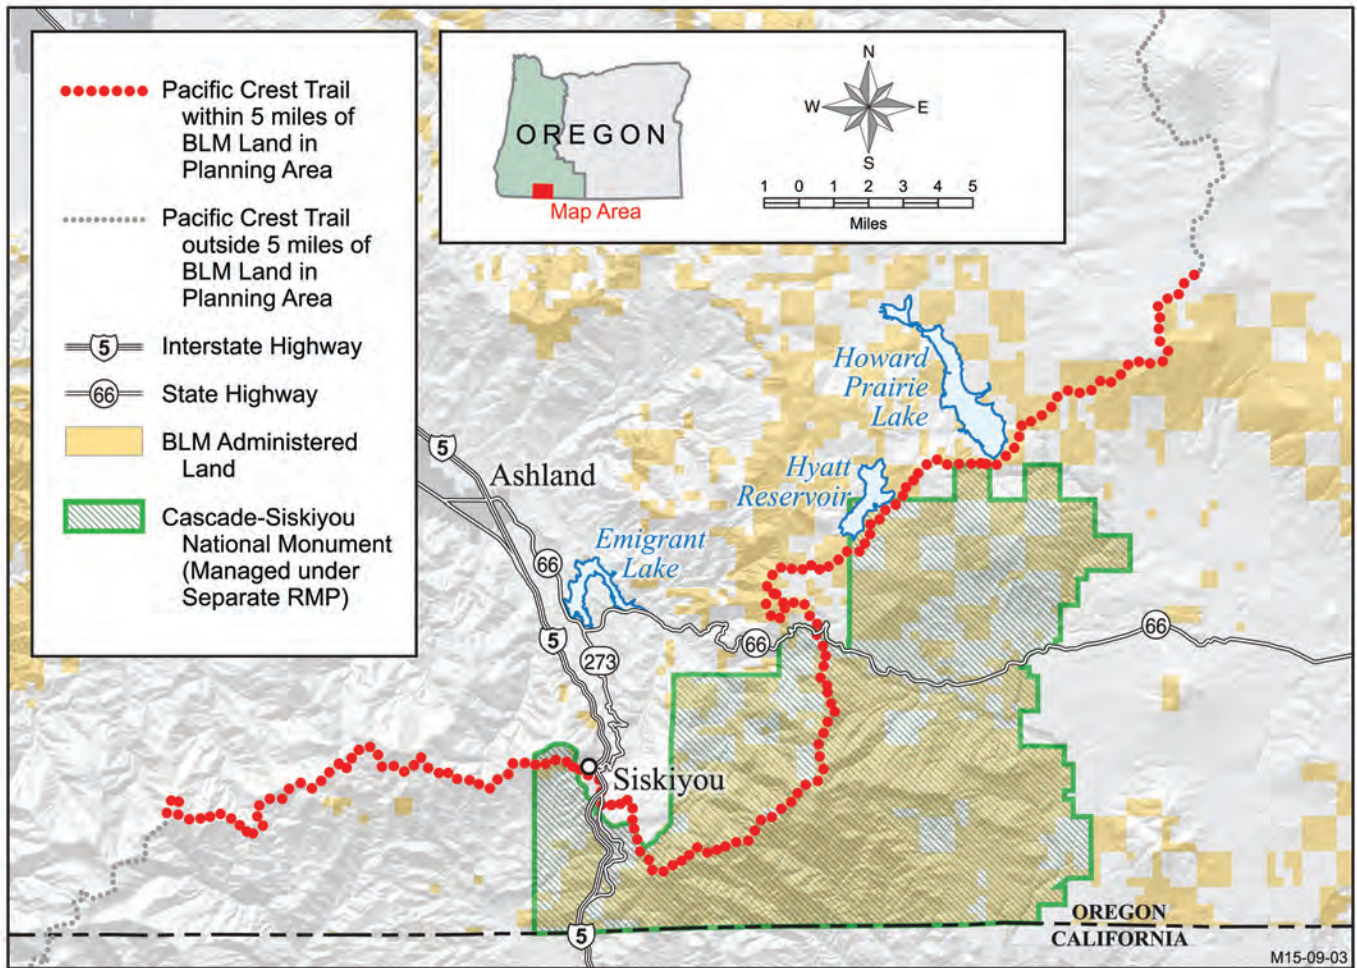 Pacific Crest Trail
within 5 miles of
BLM Land in
Planning Area
Pacific Crest Trail
outside 5 miles of
BLM Land in
Planning Area
5
Interstate Highway
66
State Highway
BLM Administered
Land
Cascade-Siskiyou
National Monument
(Managed under
Separate RMP)
OREGON
Map Area
N
W
E
S
1 0 1 2 3 4 5
Miles
Howard
Prairie
Lake
Hyatt
Reservoir
5
Ashland
Emigrant
Lake
66
5
273
66
66
Siskiyou
OREGON
CALIFORNIA
5
M15-09-03